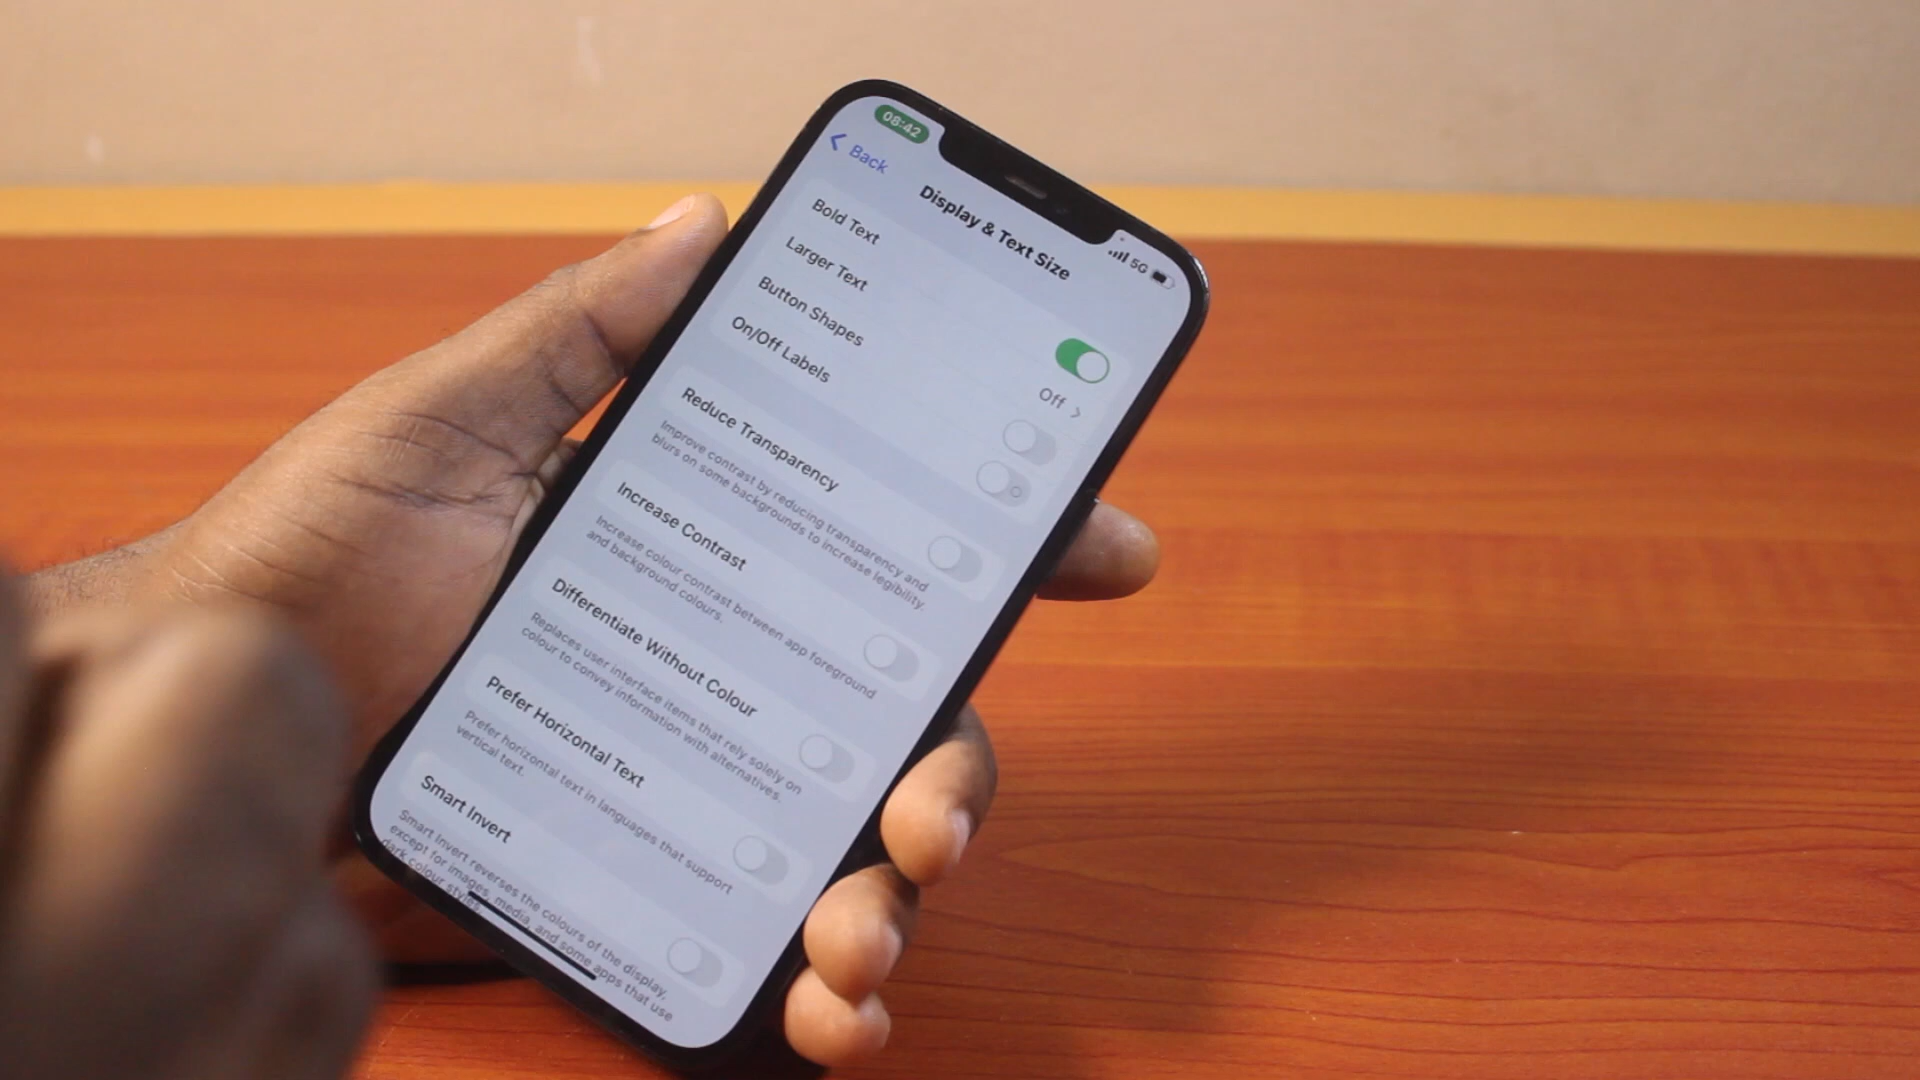 08:42
5G
Back
Display & Text Size
Bold Text
Larger Text
Off
Button Shapes
On/Off Labels
Reduce Transparency
Improve contrast by reducing transparency and
blurs on some backgrounds to increase legibility.
Increase Contrast
Increase colour contrast between app foreground
and background colours.
Differentiate Without Colour
Replaces user interface items that rely solely on
colour to convey information with alternatives.
Prefer Horizontal Text
Prefer horizontal text in languages that support
vertical text.
Smart Invert
Smart Invert reverses the colours of the display,
except for images, media, and some apps that use
dark colour styles.